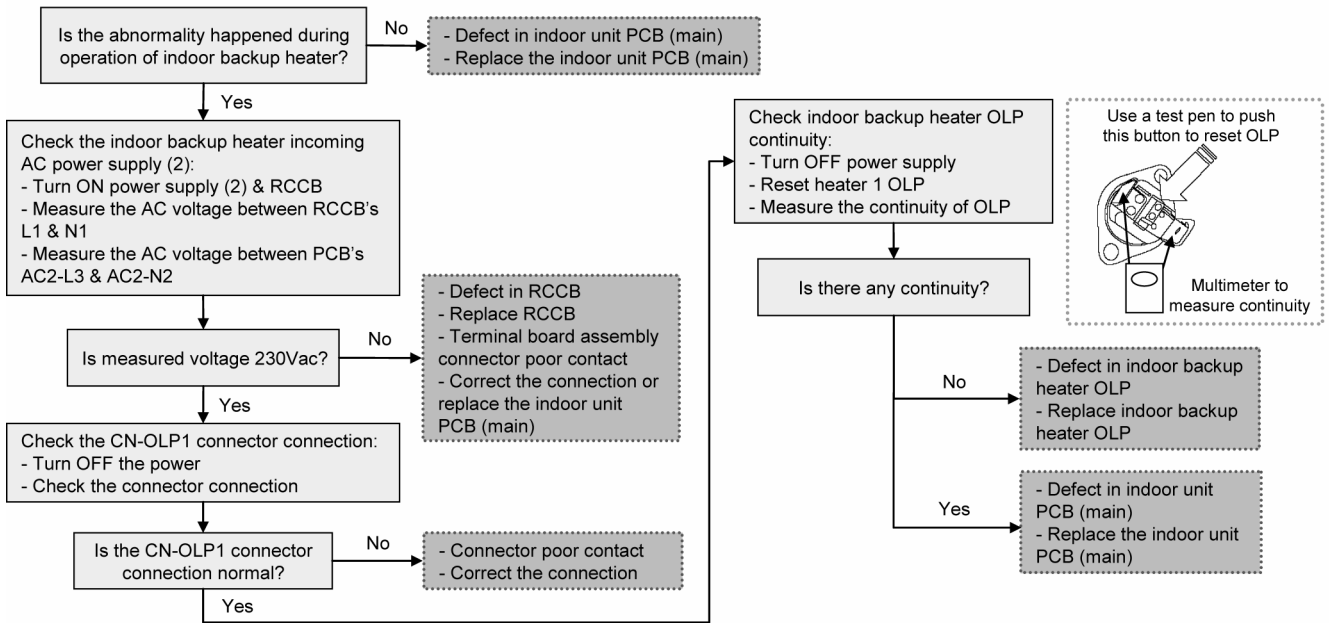 Is the abnormality happened during
operation of indoor backup heater?
No
- Defect in indoor unit PCB (main)
- Replace the indoor unit PCB (main)
Yes
Check the indoor backup heater incoming
AC power supply (2):
- Turn ON power supply (2) & RCCB
- Measure the AC voltage between RCCB's
L1 & N1
- Measure the AC voltage between PCB's
AC2-L3 & AC2-N2
Is measured voltage 230Vac?
No
- Defect in RCCB
- Replace RCCB
- Terminal board assembly
connector poor contact
- Correct the connection or
replace the indoor unit
PCB (main)
Yes
Check the CN-OLP1 connector connection:
- Turn OFF the power
- Check the connector connection
Is the CN-OLP1 connector
connection normal?
No
- Connector poor contact
- Correct the connection
Yes
Check indoor backup heater OLP
continuity:
- Turn OFF power supply
- Reset heater 1 OLP
- Measure the continuity of OLP
Is there any continuity?
No
- Defect in indoor backup
heater OLP
- Replace indoor backup
heater OLP
Yes
- Defect in indoor unit
PCB (main)
- Replace the indoor unit
PCB (main)
Use a test pen to push
this button to reset OLP
Multimeter to
measure continuity